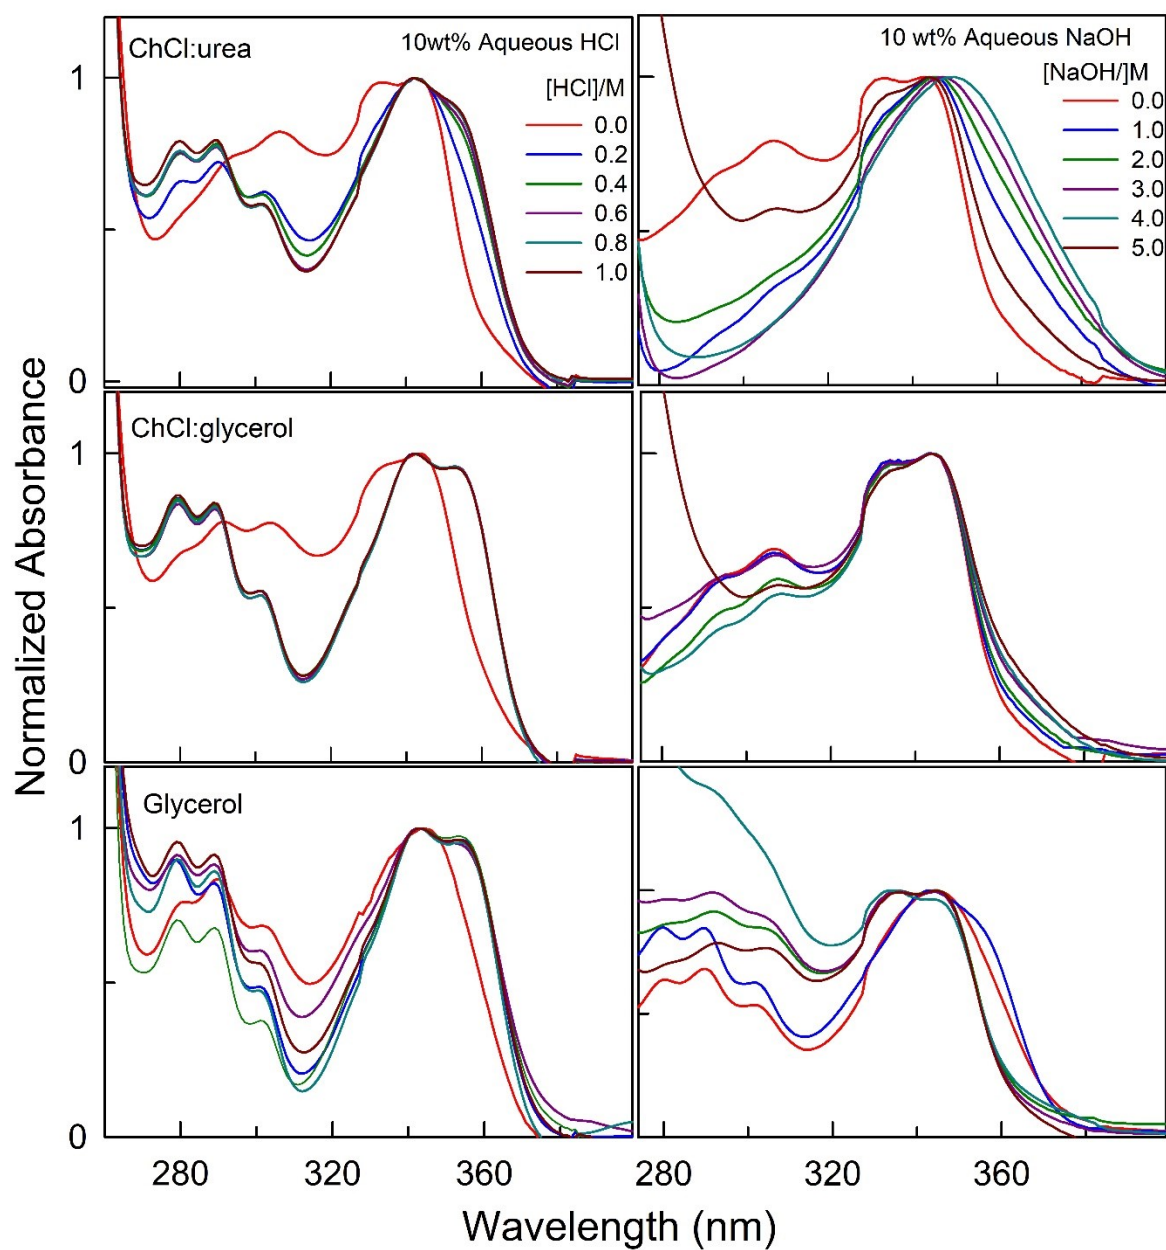 ChCl:urea
10wt% Aqueous HCl
[HCl]/M
0.0
0.2
0.4
0.6
0.8
1.0
10 wt% Aqueous NaOH
[NaOH/]M
0.0
1.0
2.0
3.0
4.0
5.0
1
0
ChCl:glycerol
1
0
Glycerol
1
0
Normalized Absorbance
280
320
360
280
320
360
Wavelength (nm)